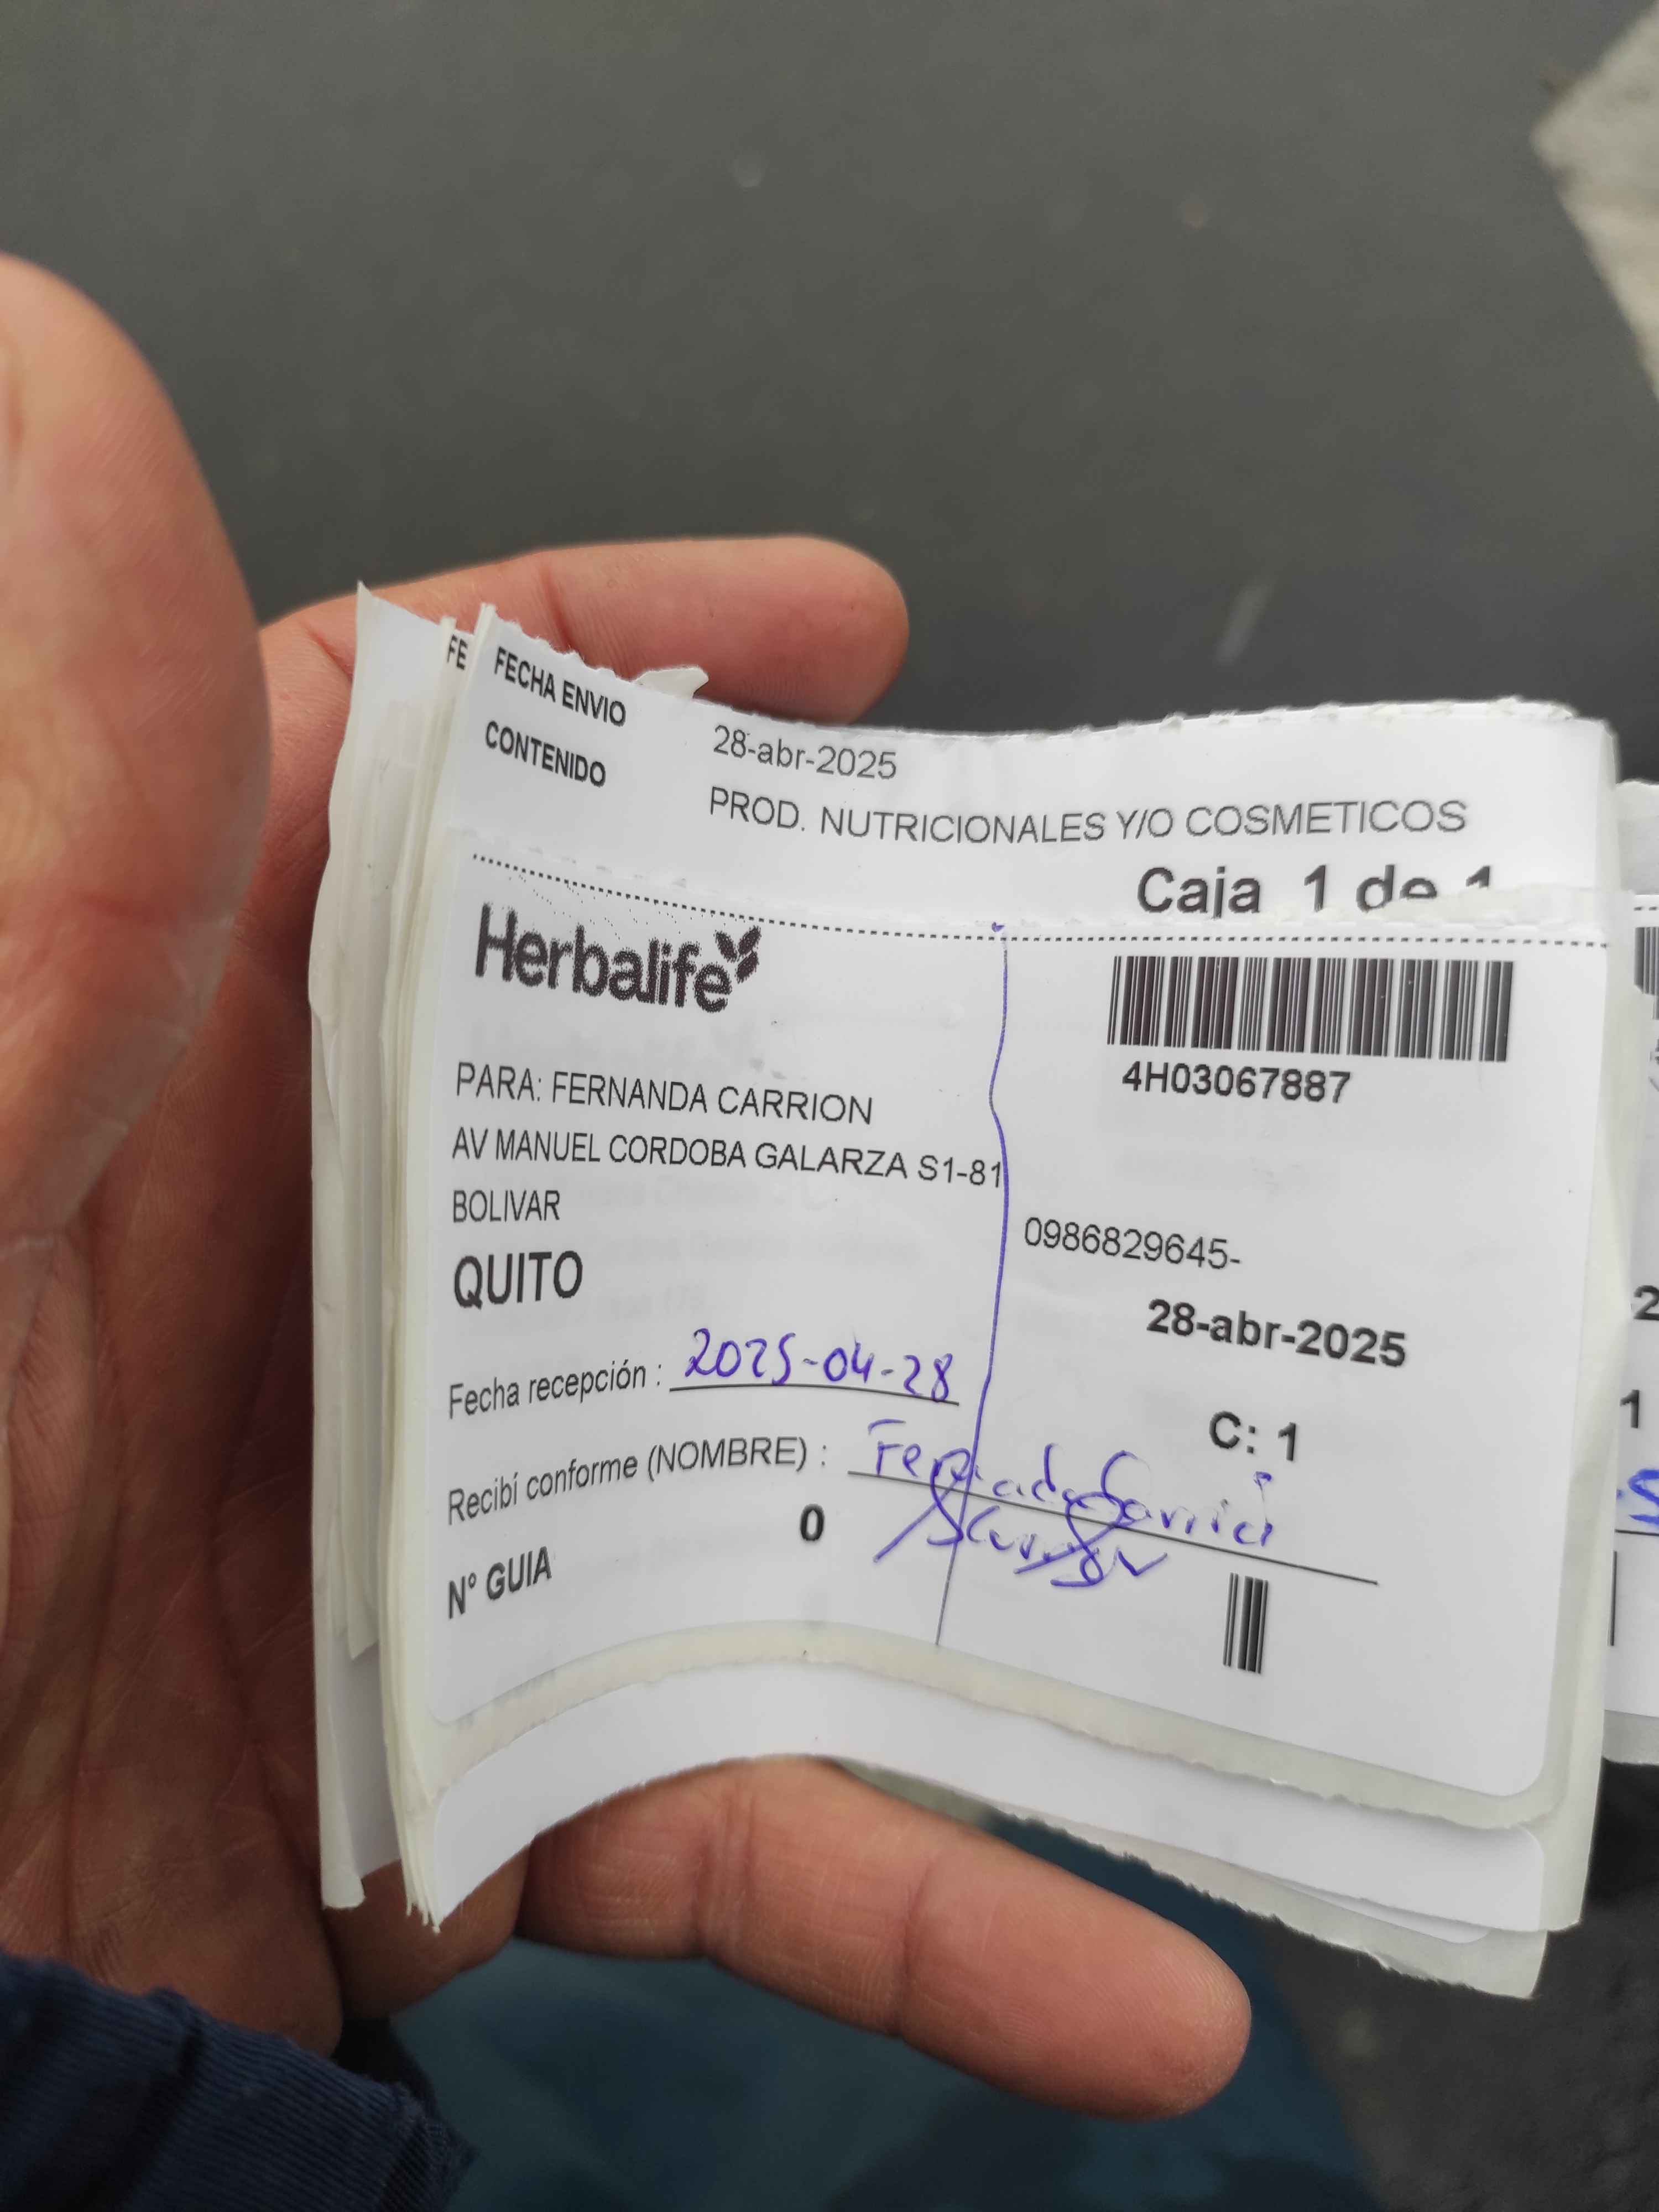 FE
FECHA ENVIO 28-abr-2025
CONTENIDO PROD. NUTRICIONALES Y/O COSMETICOS
Caja 1 de 1
Herbalife
4H03067887
PARA: FERNANDA CARRION
AV MANUEL CORDOBA GALARZA S1-81
BOLIVAR
0986829645-
QUITO
28-abr-2025
Fecha recepción : 2025-04-28
C: 1
Recibí conforme (NOMBRE) :
N° GUIA 0